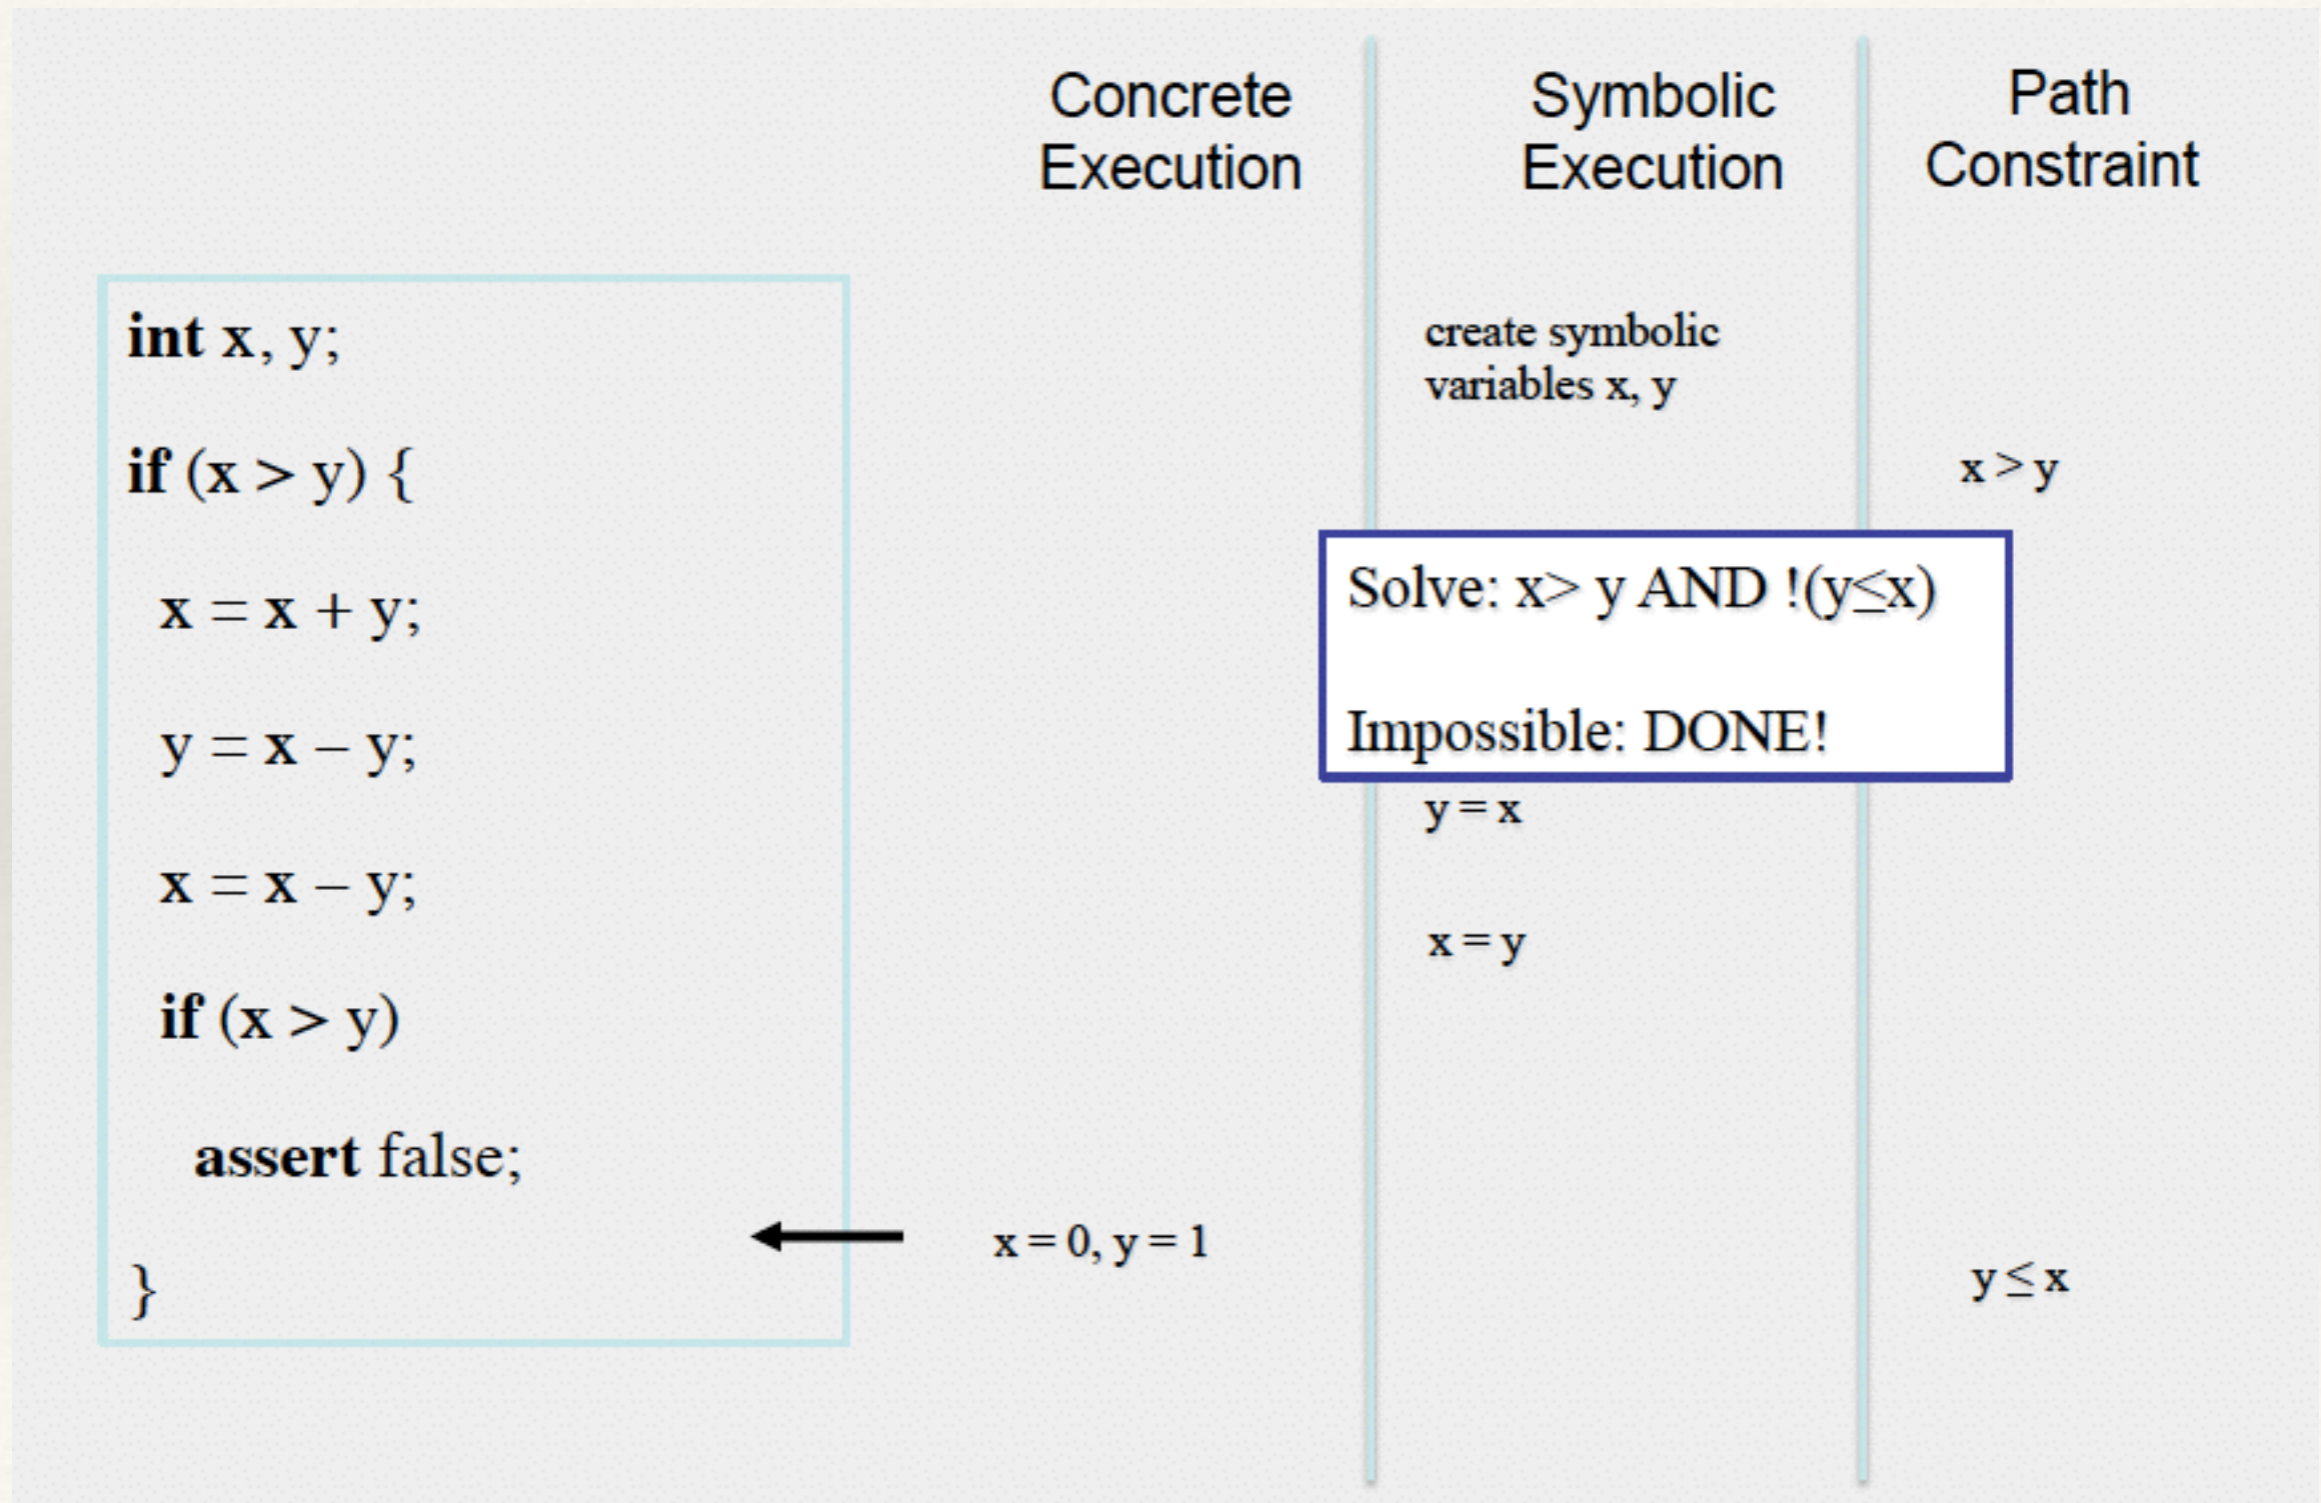 Concrete
Execution
Symbolic
Execution
Path
Constraint
int x, y;
create symbolic
variables x, y
if (x > y) {
x > y
x = x + y;
Solve: x> y AND !(y≤x)
Impossible: DONE!
y = x – y;
y = x
x = x – y;
x = y
if (x > y)
assert false;
x = 0, y = 1
}
y ≤ x